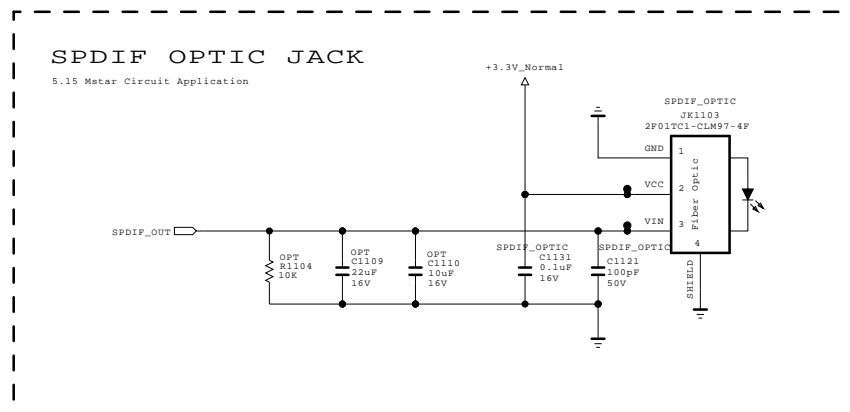 SPDIF OPTIC JACK
5.15 Mstar Circuit Application
+3.3V_Normal
SPDIF_OPTIC
JK1103
2F01TC1-CLM97-4F
GND
1
VCC
2
VIN
3
4
Fiber Optic
SHIELD
SPDIF_OUT
OPT
R1104
10K
OPT
C1109
22uF
16V
OPT
C1110
10uF
16V
SPDIF_OPTIC
C1131
0.1uF
16V
SPDIF_OPTIC
C1121
100pF
50V